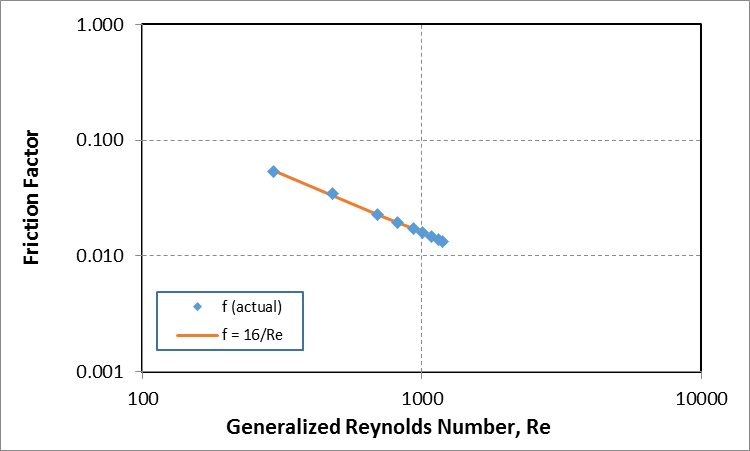 1.000
0.100
0.010
0.001
Friction Factor
f (actual)
f = 16/Re
100 1000 10000
Generalized Reynolds Number, Re